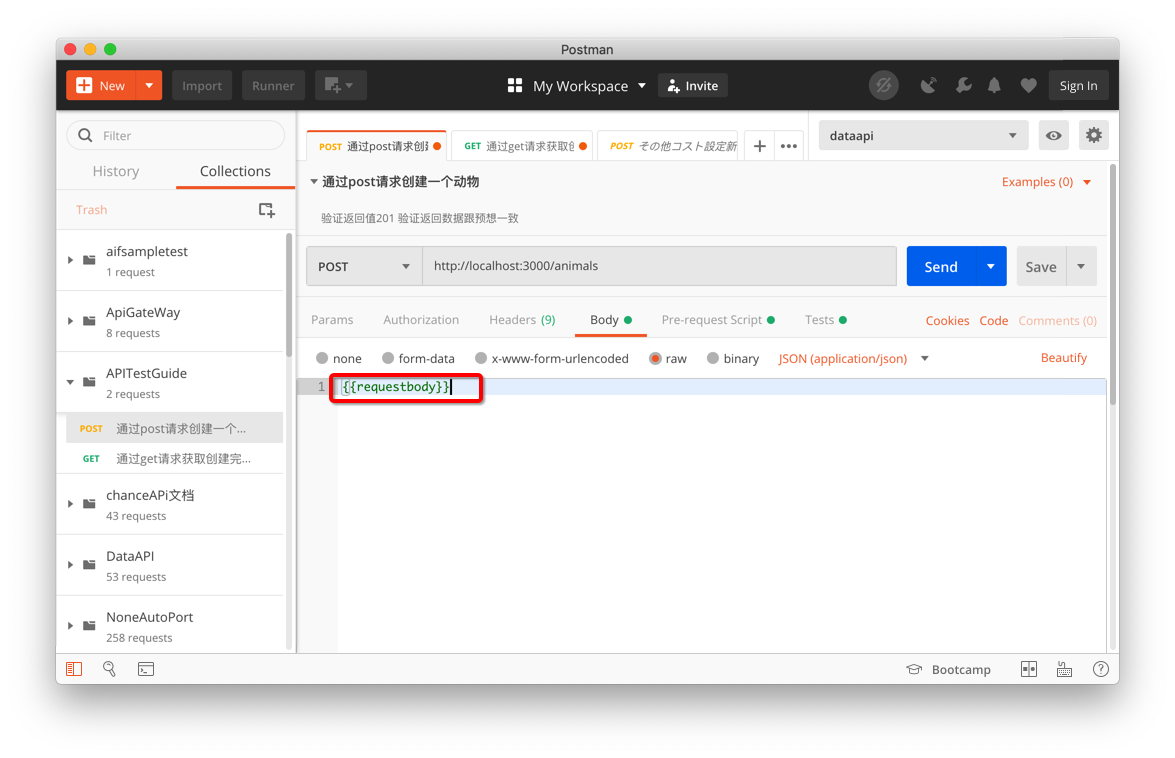 Postman
New
Import
Runner
My Workspace
Invite
Sign In
Filter
History
Collections
Trash
aifsampletest
1 request
ApiGateWay
8 requests
APITestGuide
2 requests
POST 通过post请求创建一个...
GET 通过get请求获取创建完...
chanceAPi文档
43 requests
DataAPI
53 requests
NoneAutoPort
258 requests
POST 通过post请求创
GET 通过get请求获取
POST その他コスト設定新
dataapi
通过post请求创建一个动物
Examples (0)
验证返回值201 验证返回数据跟预想一致
POST
http://localhost:3000/animals
Send
Save
Params
Authorization
Headers (9)
Body
Pre-request Script
Tests
Cookies
Code
Comments (0)
none
form-data
x-www-form-urlencoded
raw
binary
JSON (application/json)
Beautify
1
{{requestbody}}
Bootcamp